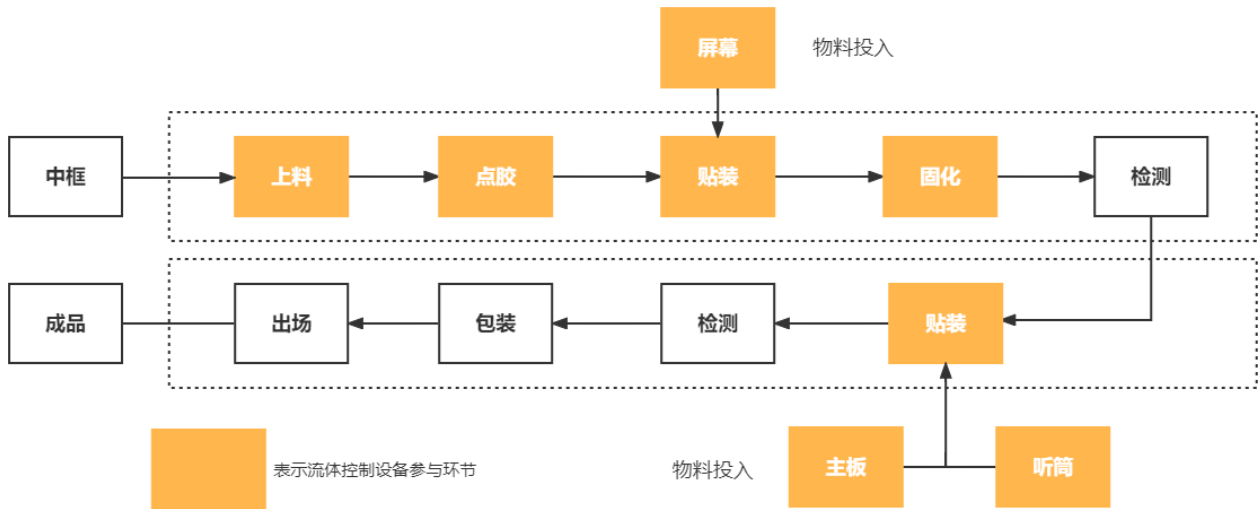 屏幕
物料投入
中框
上料
点胶
贴装
固化
检测
成品
出场
包装
检测
贴装
表示流体控制设备参与环节
物料投入
主板
听筒